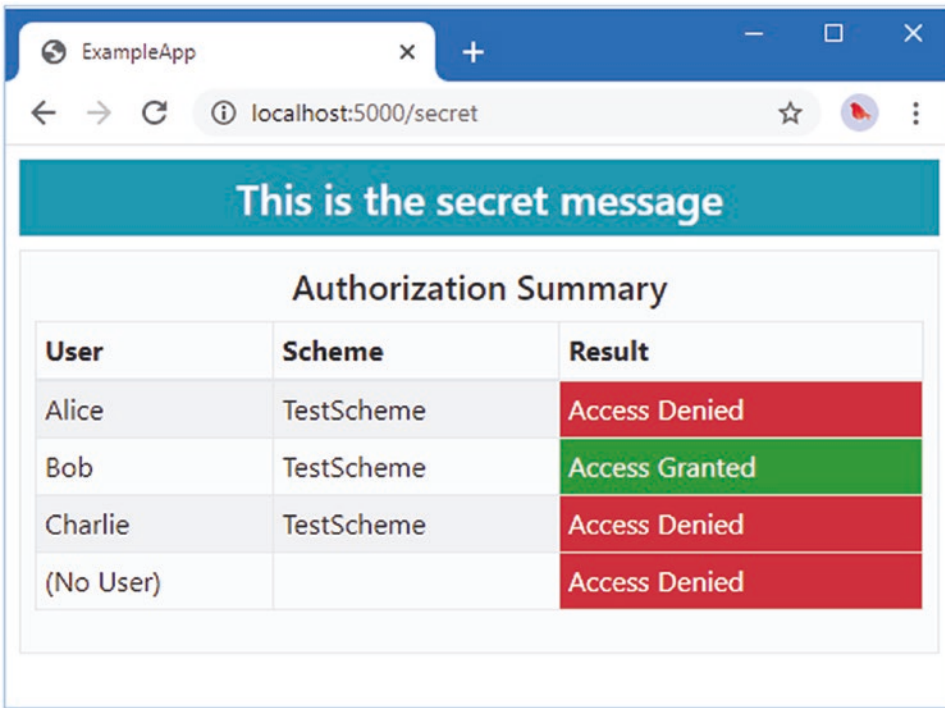 ExampleApp
localhost:5000/secret
This is the secret message
Authorization Summary
User Scheme Result
Alice TestScheme Access Denied
Bob TestScheme Access Granted
Charlie TestScheme Access Denied
(No User) Access Denied